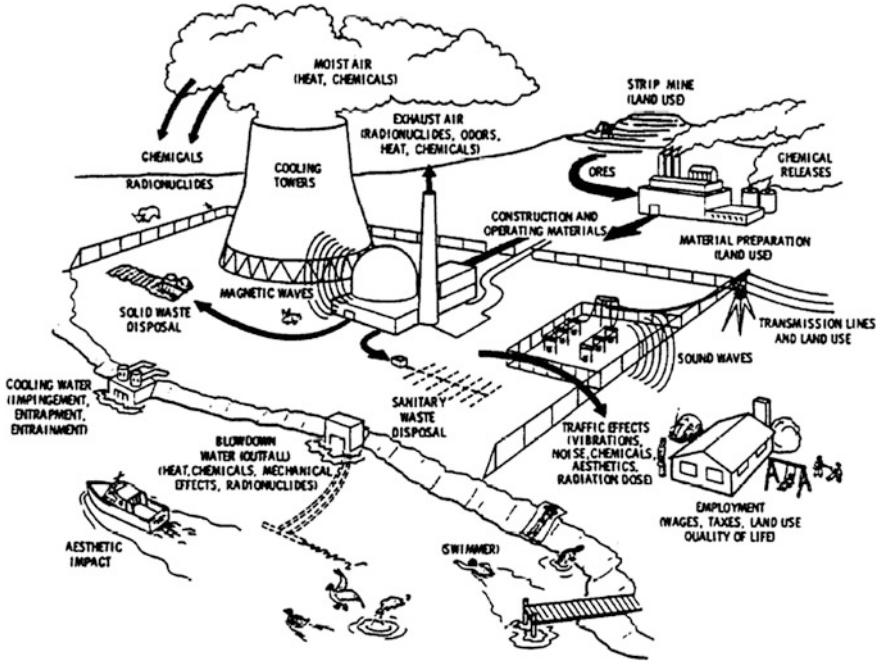 MOIST AIR
(HEAT, CHEMICALS)
STRIP MINE
(LAND USE)
EXHAUST AIR
(RADIONUCLIDES, ODORS,
HEAT, CHEMICALS)
CHEMICALS
RADIONUCLIDES
COOLING
TOWERS
ORES
CHEMICAL
RELEASES
CONSTRUCTION AND
OPERATING MATERIALS
MATERIAL PREPARATION
(LAND USE)
MAGNETIC WAVES
SOLID WASTE
DISPOSAL
TRANSMISSION LINES
AND LAND USE
SOUND WAVES
COOLING WATER
(IMPINGEMENT,
ENTRAPMENT,
ENTRAINMENT)
SANITARY
WASTE
DISPOSAL
TRAFFIC EFFECTS
(VIBRATIONS,
NOISE, CHEMICALS,
AESTHETICS,
RADIATION DOSE)
BLOWDOWN
WATER (OUTFALL)
(HEAT, CHEMICALS, MECHANICAL
EFFECTS, RADIONUCLIDES)
EMPLOYMENT
(WAGES, TAXES, LAND USE
QUALITY OF LIFE)
AESTHETIC
IMPACT
(SWIMMER)